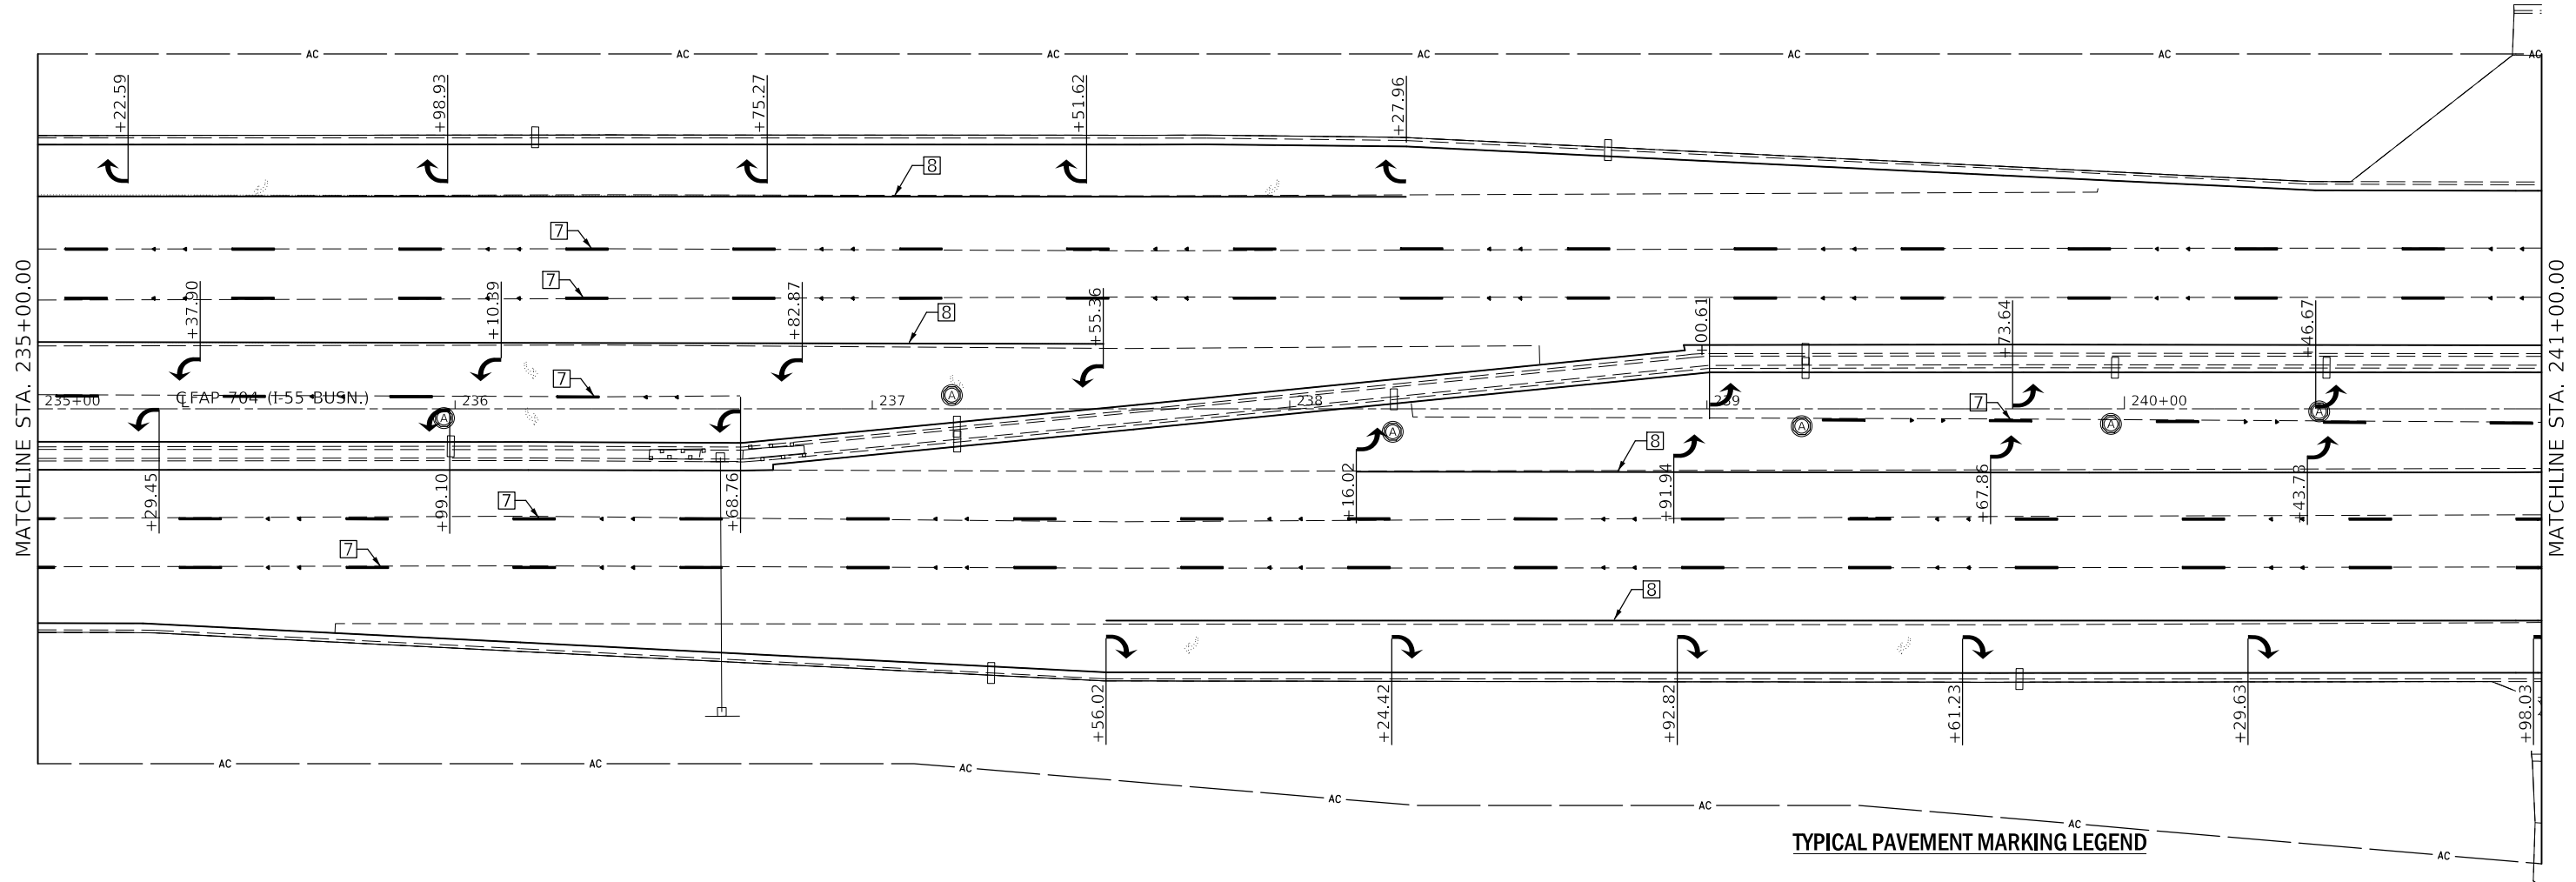 AC AC AC AC AC AC AC
+22.59 +98.93 +75.27 +51.62 +27.96
8
7
7
+37.90 +10.39 +82.87 +55.36 +00.61 +73.64 +46.67
8
MATCHLINE STA. 235+00.00
MATCHLINE STA. 241+00.00
7
7
235+00 CFAP 704 (I-55 BUSN.) 236 237 238 239 240+00
A A A A A A
8
+29.45 +99.10 +68.76 +16.02 +91.94 +67.86 +43.73
7
7
8
+56.02 +24.42 +92.82 +61.23 +29.63 +98.03
AC AC AC AC AC AC AC
TYPICAL PAVEMENT MARKING LEGEND